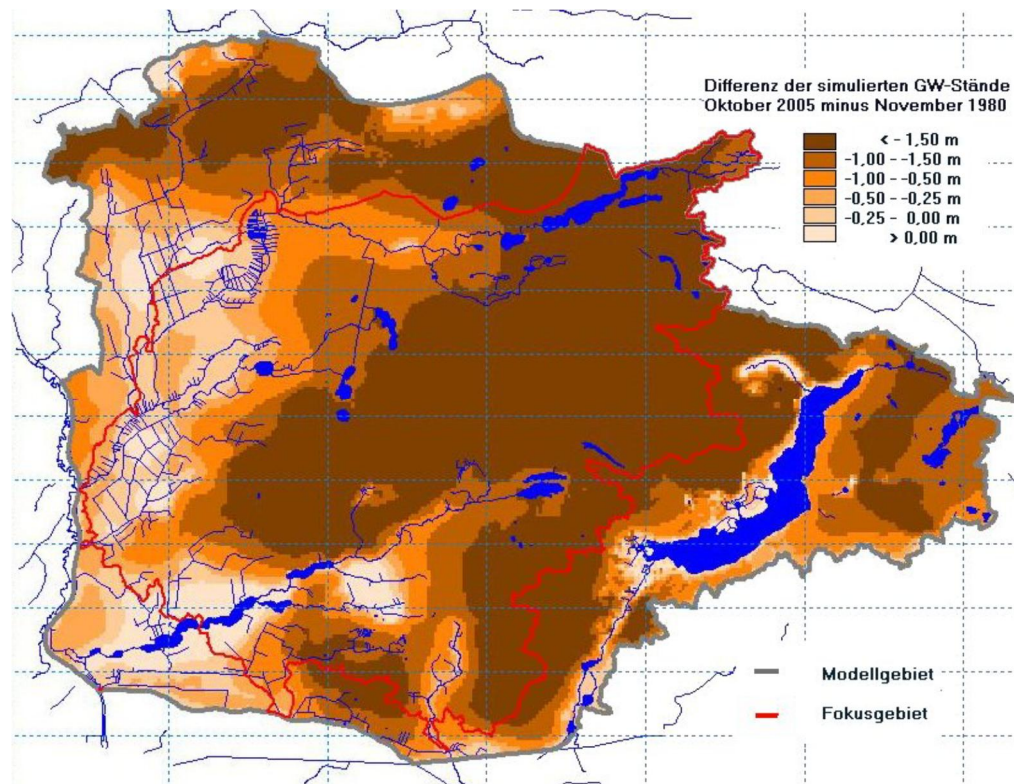 Differenz der simulierten GW-Stände
Oktober 2005 minus November 1980
< - 1,50 m
-1,00 - -1,50 m
-1,00 - -0,50 m
-0,50 - -0,25 m
-0,25 - 0,00 m
> 0,00 m
Modellgebiet
Fokusgebiet